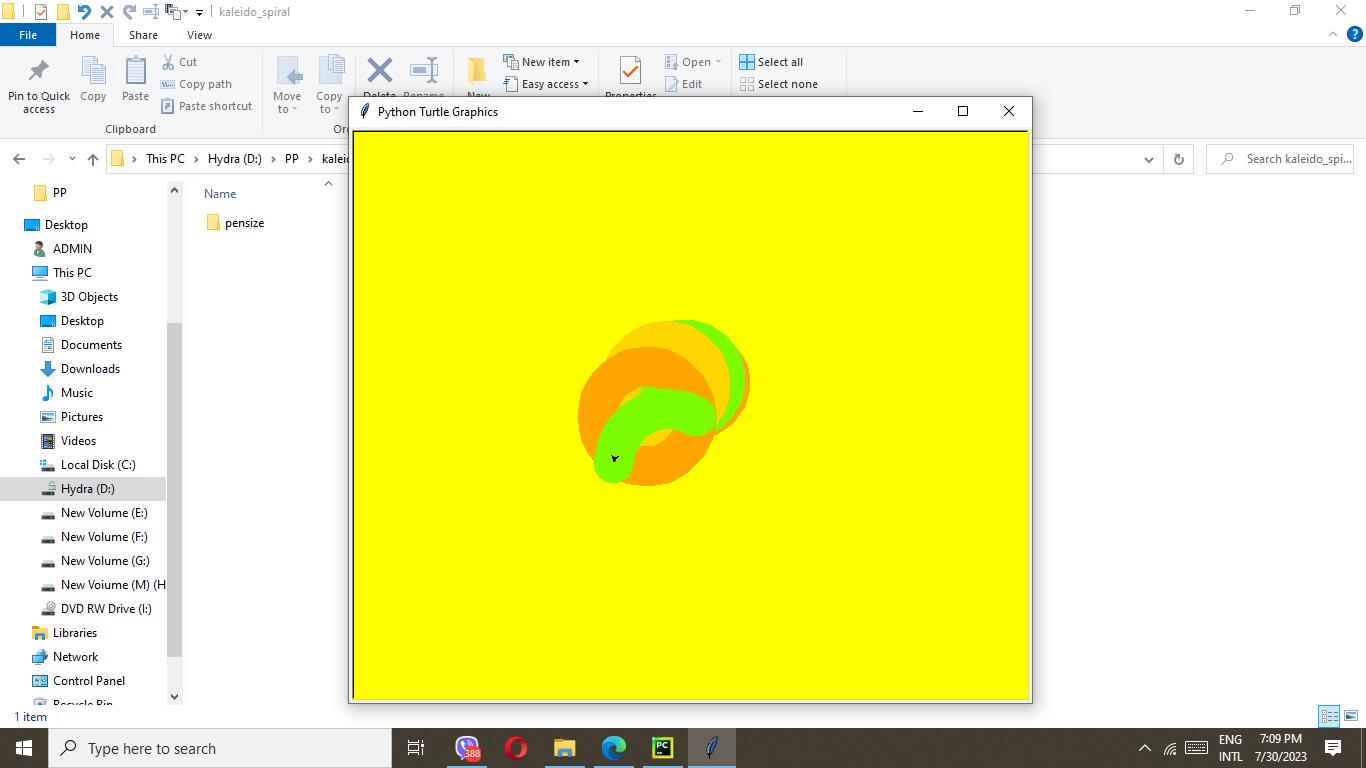 kaleido_spiral
File
Home
Share
View
Pin to Quick access
Copy
Paste
Cut
Copy path
Paste shortcut
Move to
Copy to
Delete
Rename
New
New item
Easy access
Properties
Open
Edit
Select all
Select none
Clipboard
Org
Python Turtle Graphics
This PC
Hydra (D:)
PP
kaleid
Search kaleido_spi...
PP
Desktop
ADMIN
This PC
3D Objects
Desktop
Documents
Downloads
Music
Pictures
Videos
Local Disk (C:)
Hydra (D:)
New Volume (E:)
New Volume (F:)
New Volume (G:)
New Volume (M) (H
DVD RW Drive (I:)
Libraries
Network
Control Panel
Recycle Bin
Name
pensize
1 item
Type here to search
388
PC
ENG
INTL
7:09 PM
7/30/2023